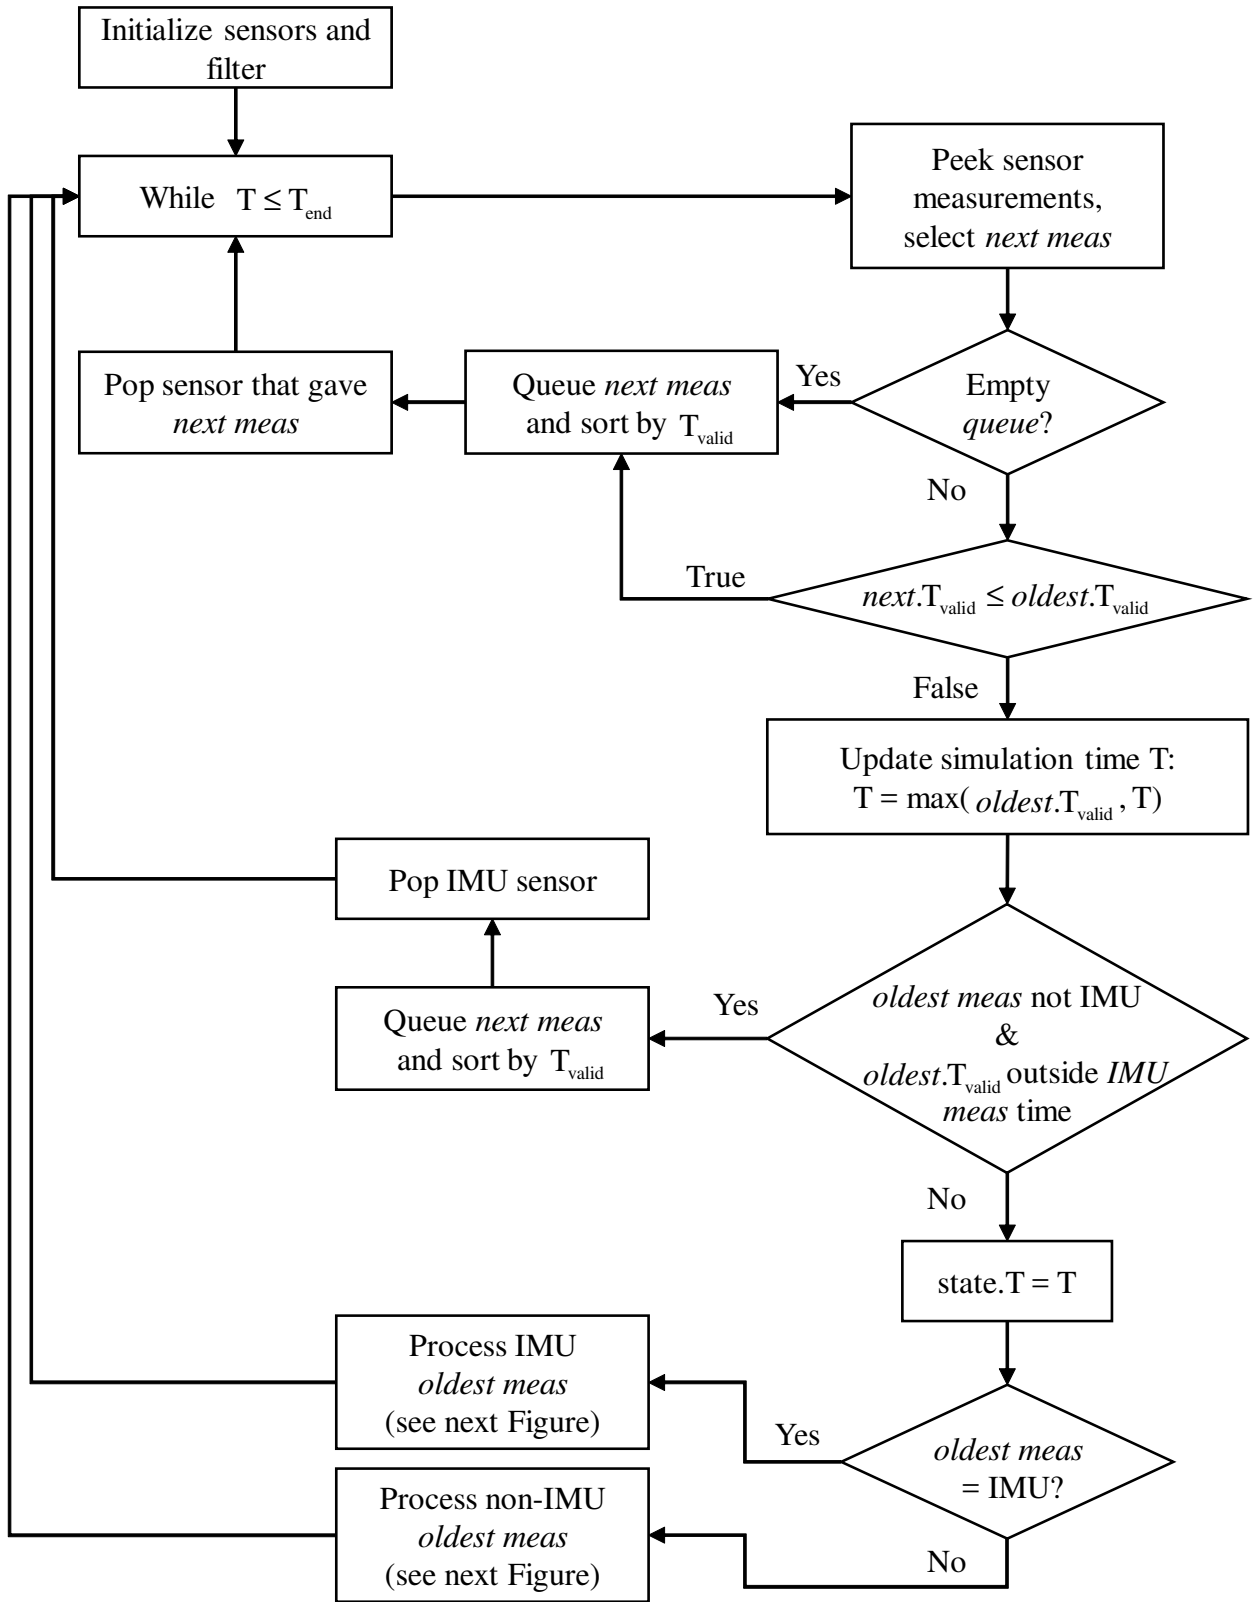 Initialize sensors and
filter
While T ≤ T_end
Peek sensor
measurements,
select next meas
Pop sensor that gave
next meas
Queue next meas
and sort by T_valid
Yes
Empty
queue?
No
True
next.T_valid ≤ oldest.T_valid
False
Update simulation time T:
T = max( oldest.T_valid , T)
Pop IMU sensor
Queue next meas
and sort by T_valid
Yes
oldest meas not IMU
&
oldest.T_valid outside IMU
meas time
No
state.T = T
Process IMU
oldest meas
(see next Figure)
Yes
oldest meas
= IMU?
Process non-IMU
oldest meas
(see next Figure)
No